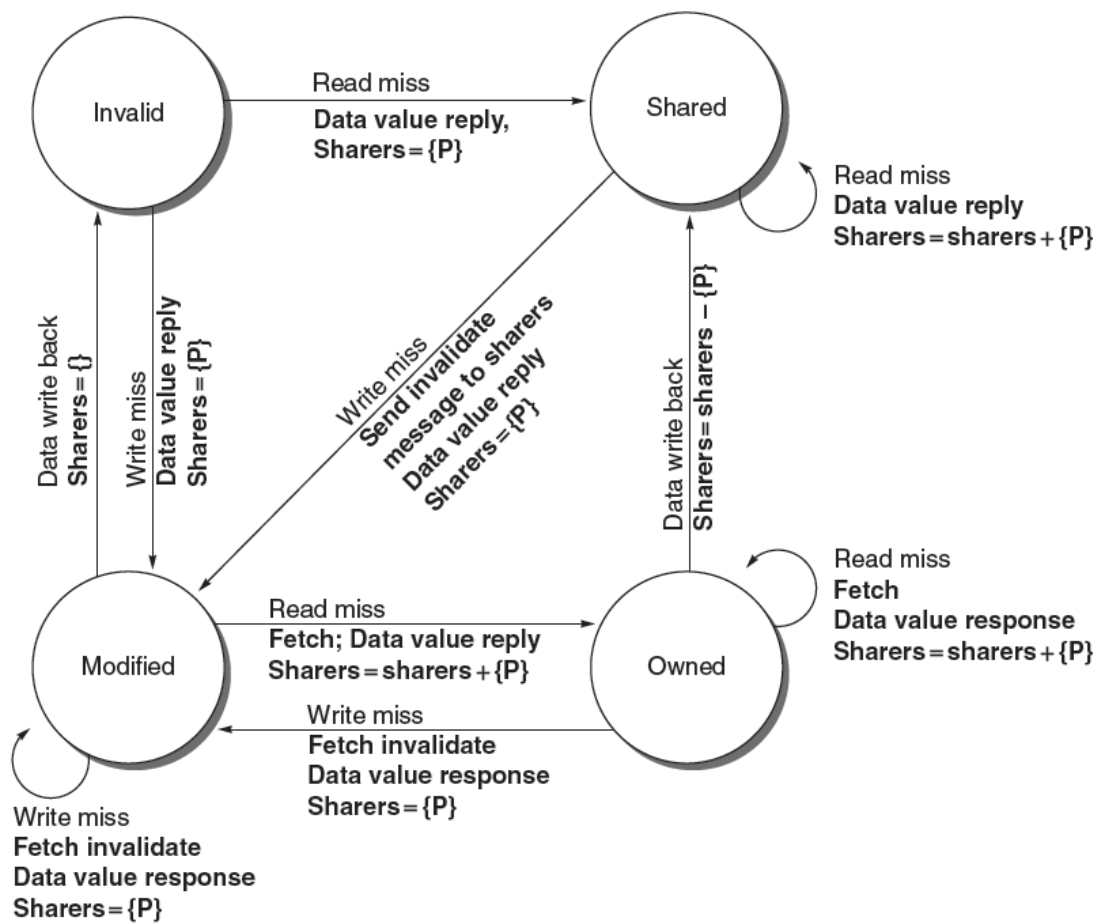 Invalid
Read miss
Data value reply,
Sharers={P}
Shared
Read miss
Data value reply
Sharers=sharers+{P}
Data write back
Sharers={}
Write miss
Data value reply
Sharers={P}
Write miss
Send invalidate
message to sharers
Data value reply
Sharers={P}
Data write back
Sharers=sharers – {P}
Modified
Read miss
Fetch; Data value reply
Sharers=sharers+{P}
Write miss
Fetch invalidate
Data value response
Sharers={P}
Owned
Read miss
Fetch
Data value response
Sharers=sharers+{P}
Write miss
Fetch invalidate
Data value response
Sharers={P}